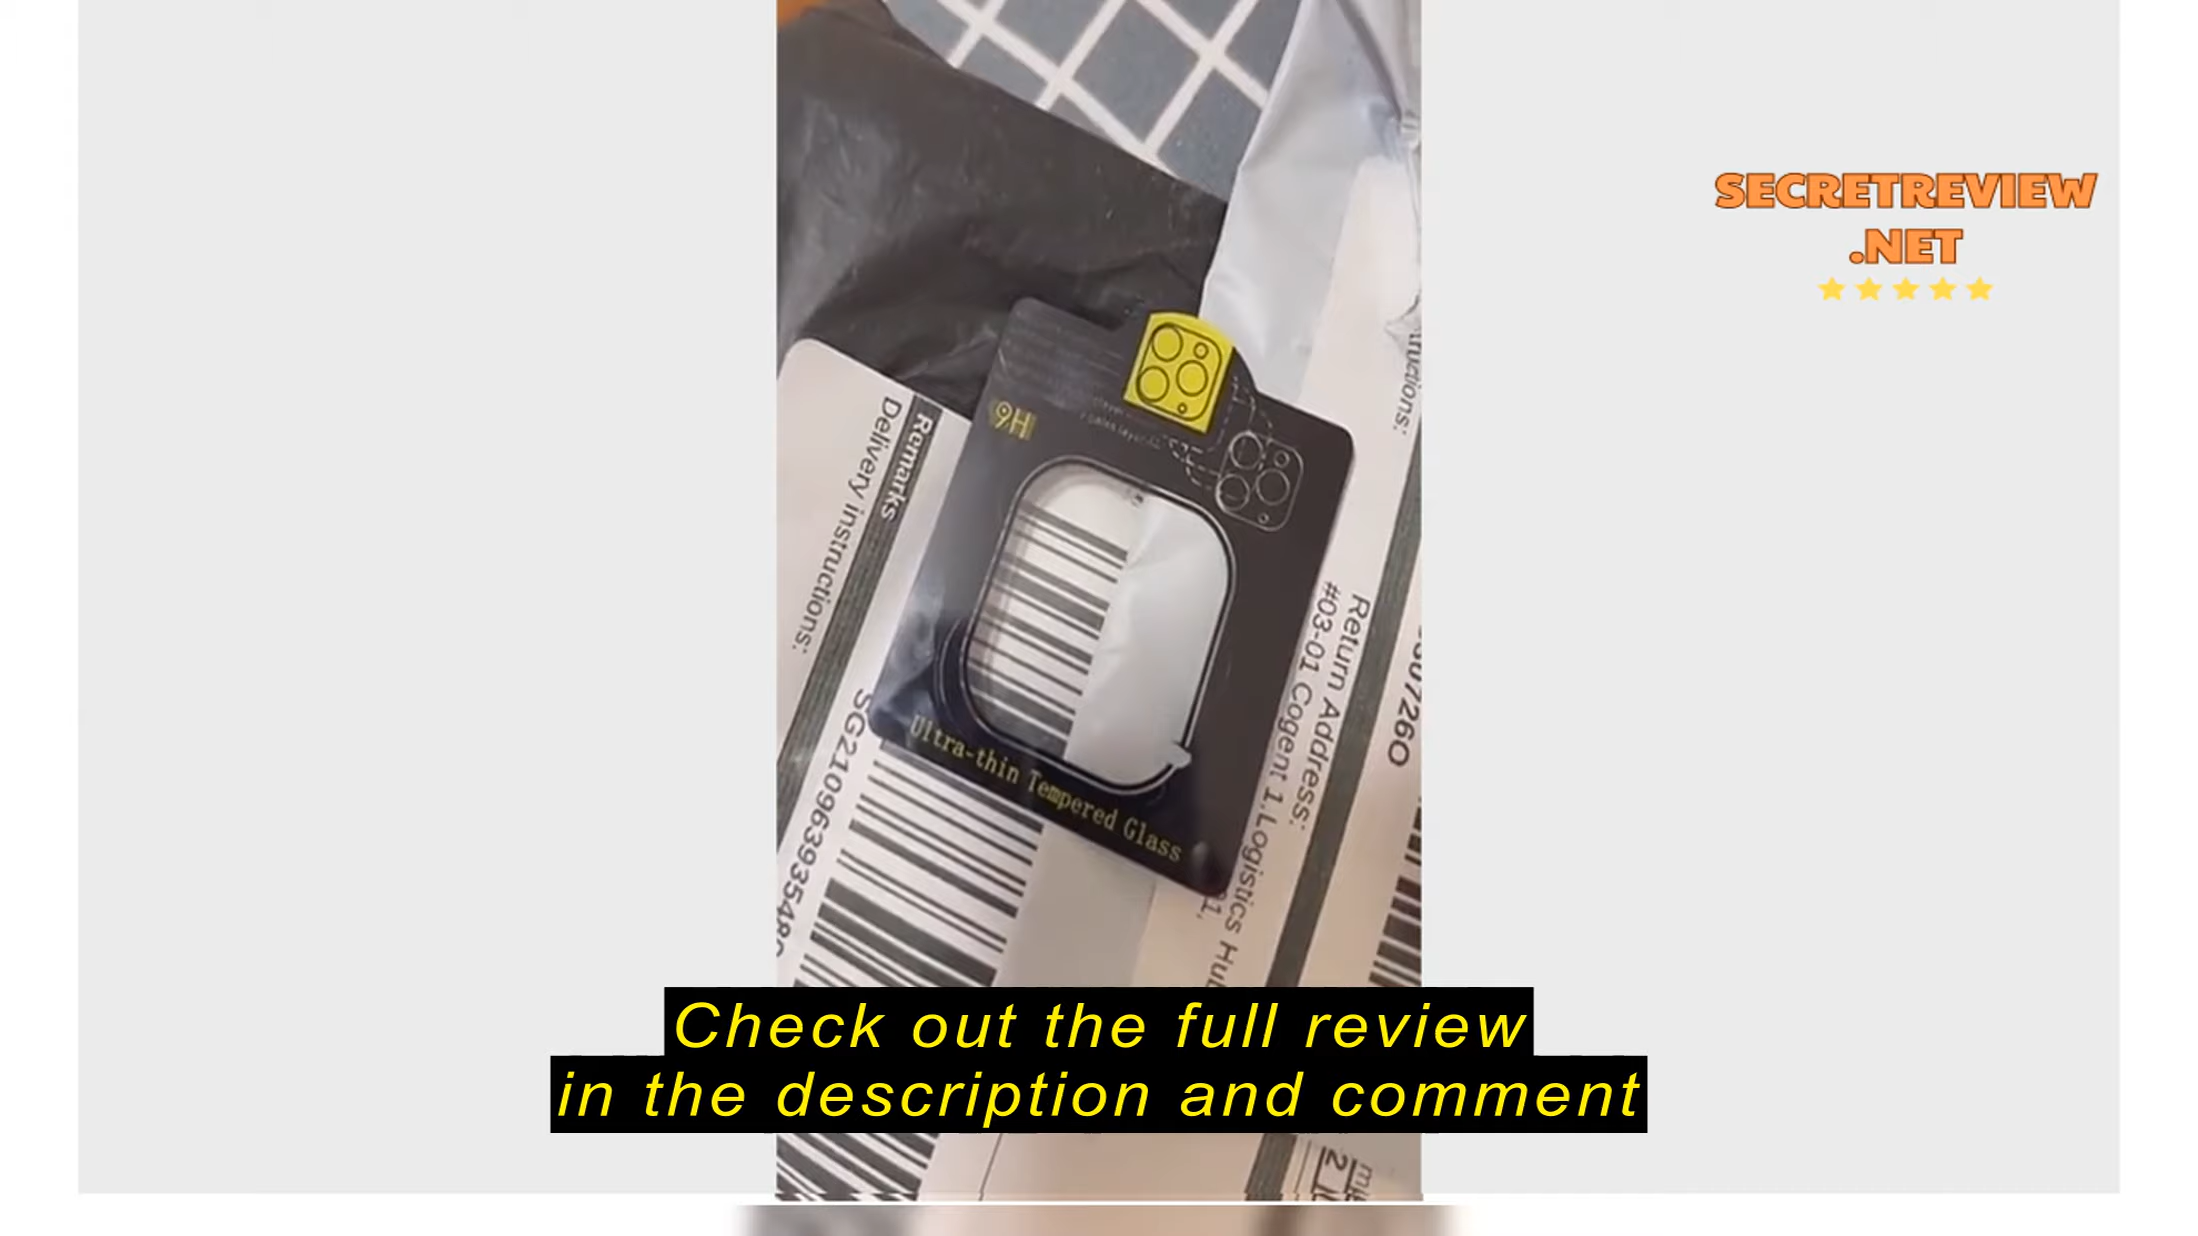 SECRETREVIEW
.NET
9H
Ultra-thin Tempered Glass
Remarks
Delivery instructions:
Return Address:
#03-01 Cogent 1.Logistics Hub
Check out the full review
in the description and comment